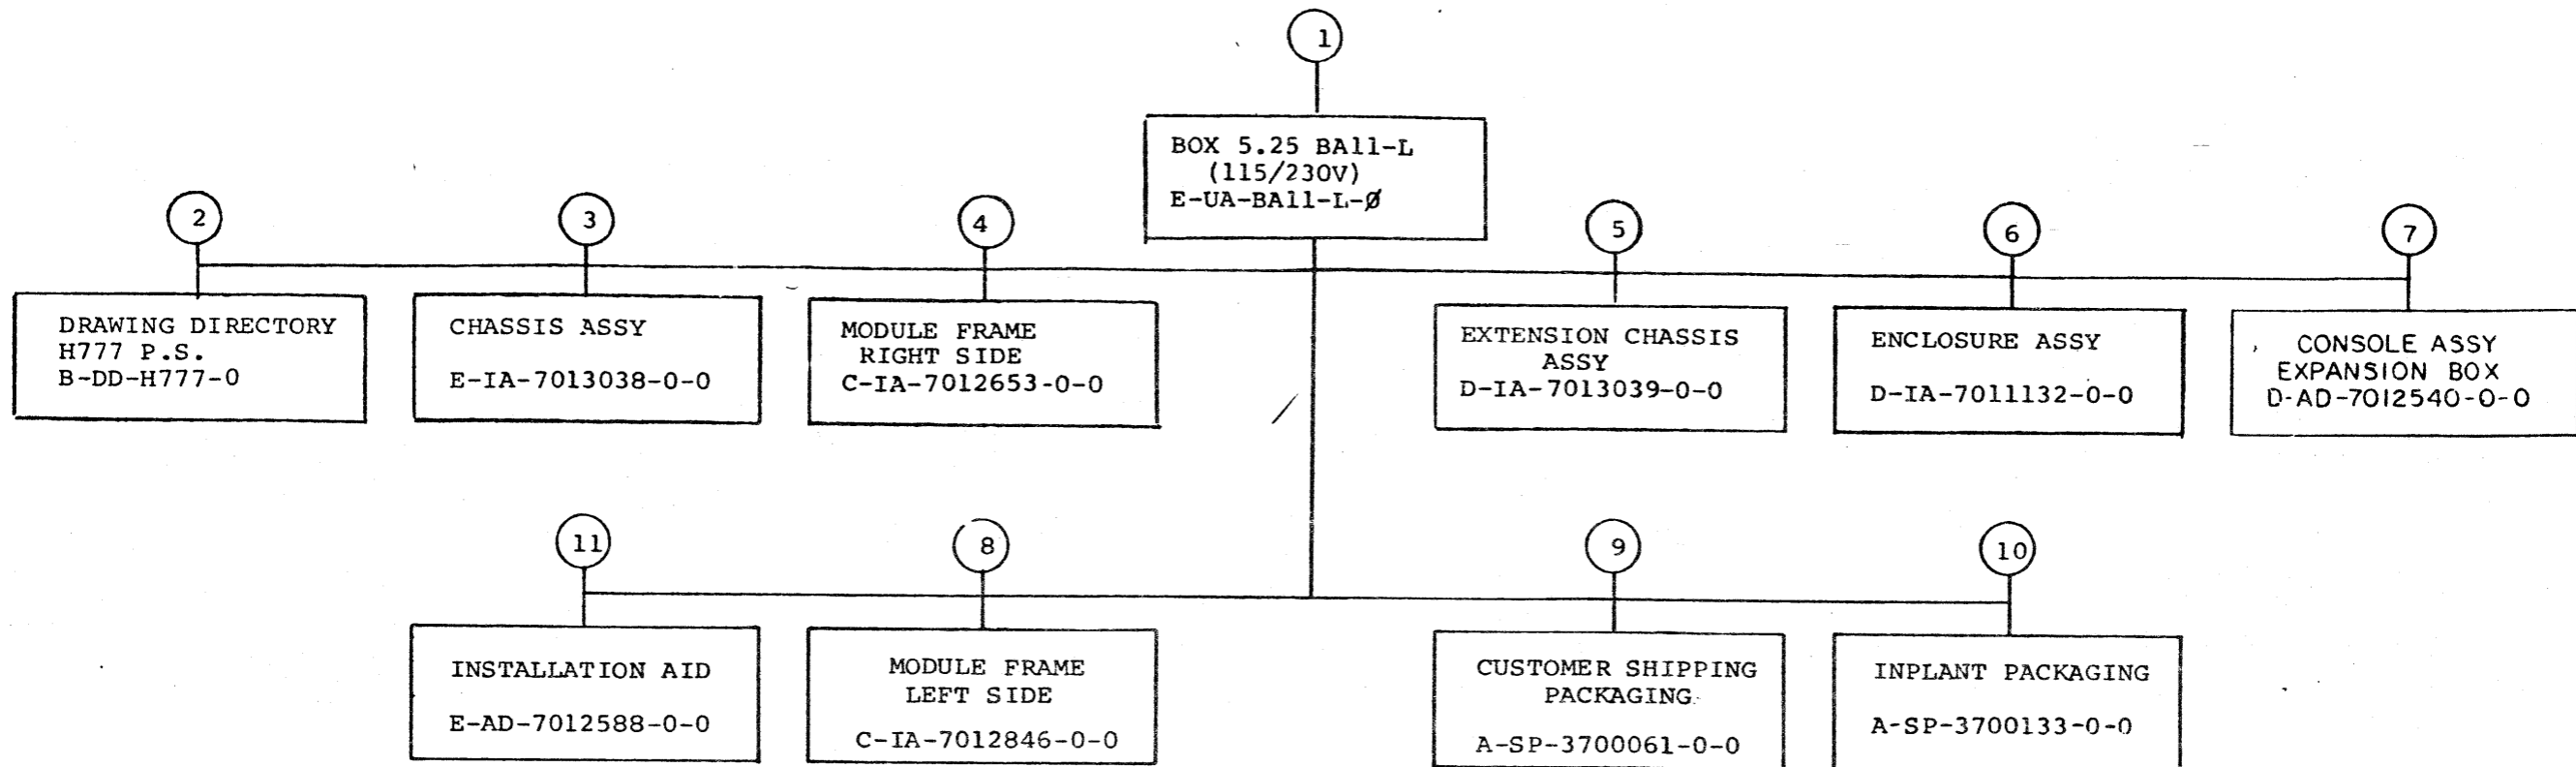 1
BOX 5.25 BA11-L
(115/230V)
E-UA-BA11-L-Ø
2
DRAWING DIRECTORY
H777 P.S.
B-DD-H777-0
3
CHASSIS ASSY
E-IA-7013038-0-0
4
MODULE FRAME
RIGHT SIDE
C-IA-7012653-0-0
5
EXTENSION CHASSIS
ASSY
D-IA-7013039-0-0
6
ENCLOSURE ASSY
D-IA-7011132-0-0
7
CONSOLE ASSY
EXPANSION BOX
D-AD-7012540-0-0
11
INSTALLATION AID
E-AD-7012588-0-0
8
MODULE FRAME
LEFT SIDE
C-IA-7012846-0-0
9
CUSTOMER SHIPPING
PACKAGING
A-SP-3700061-0-0
10
INPLANT PACKAGING
A-SP-3700133-0-0